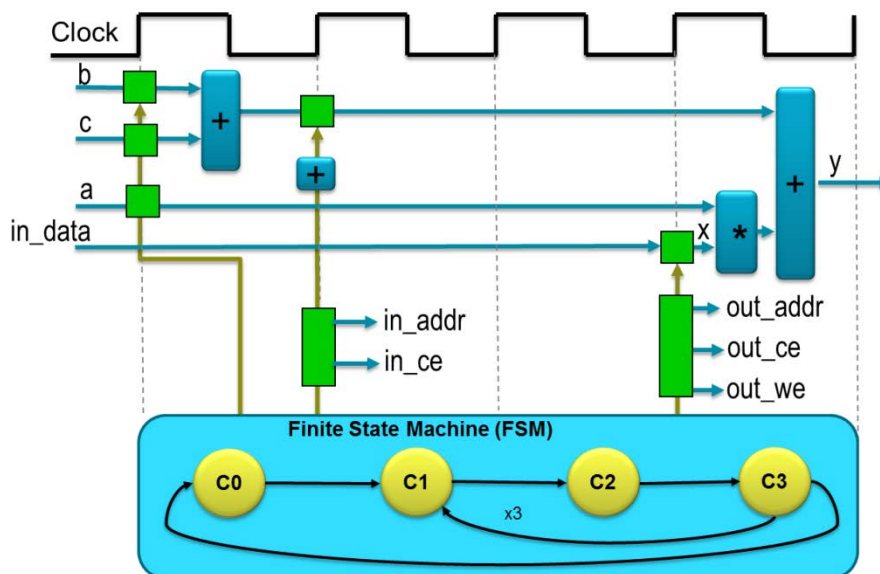 Clock
b
+
c
+
a
+
y
in_data
x
*
in_addr
in_ce
out_addr
out_ce
out_we
Finite State Machine (FSM)
C0
C1
C2
C3
x3